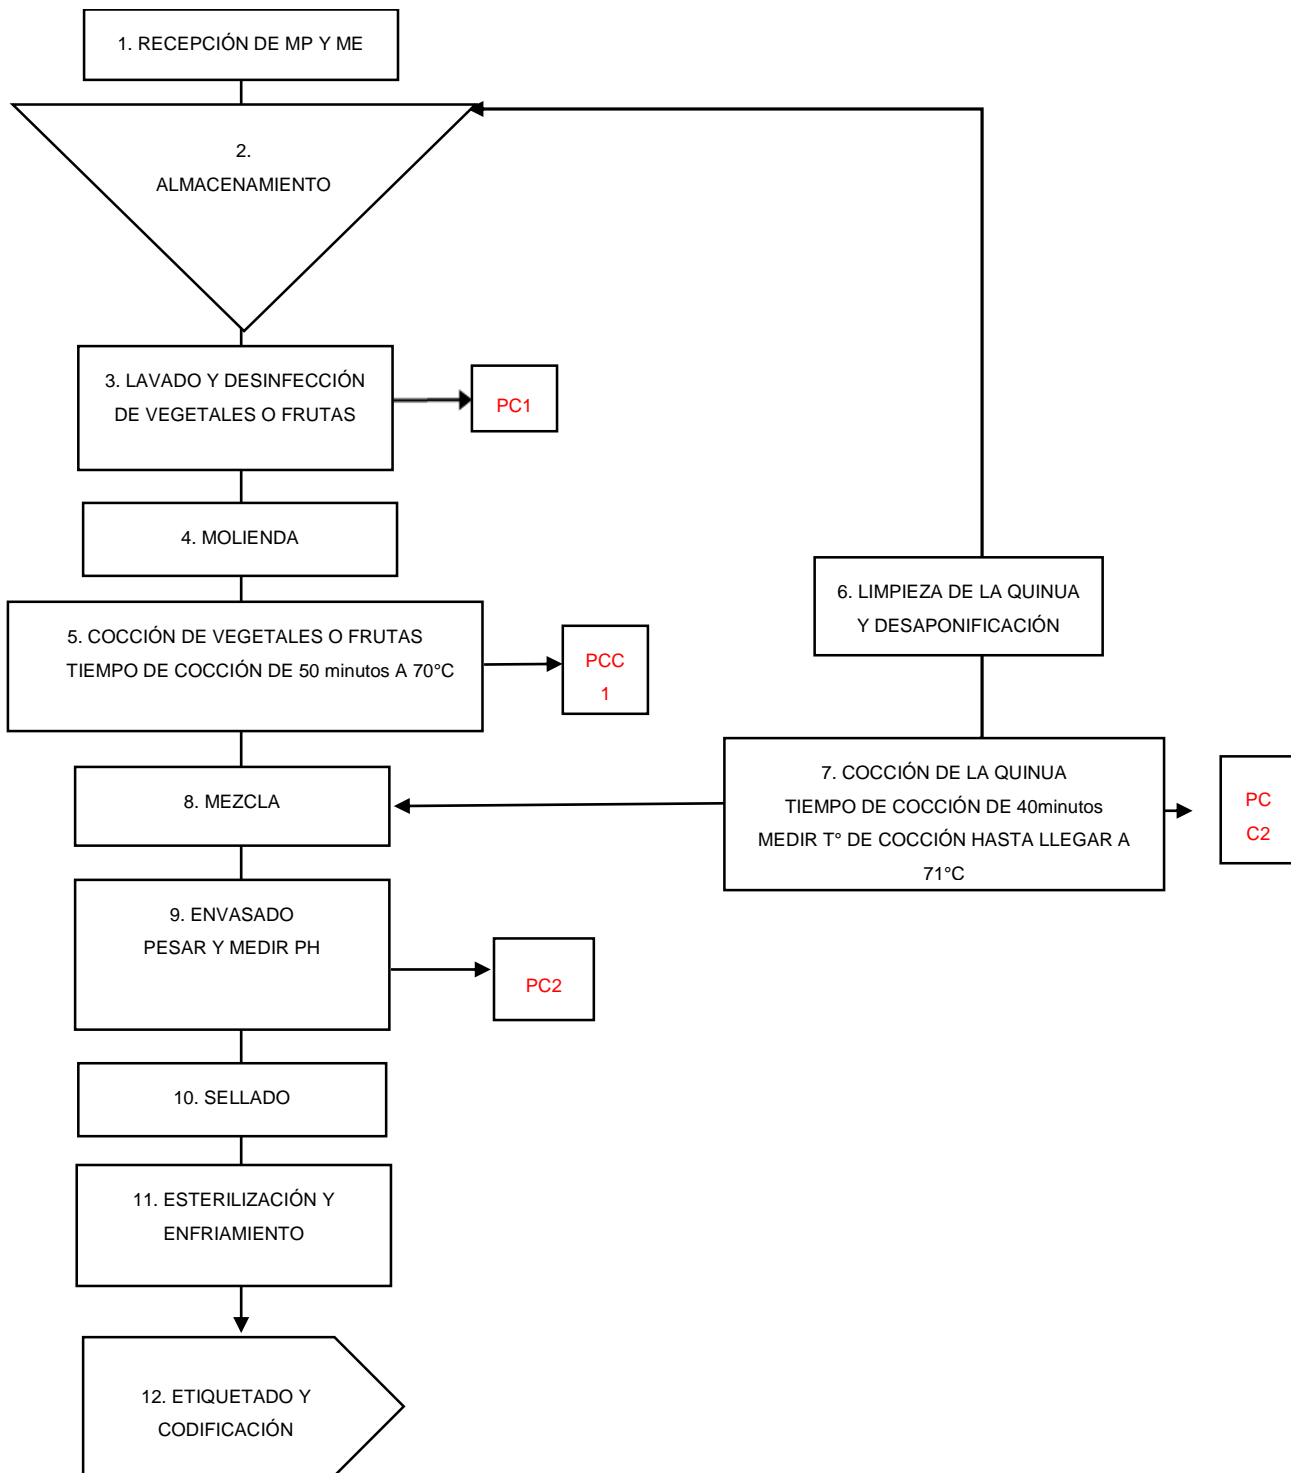 1. RECEPCIÓN DE MP Y ME
2.
ALMACENAMIENTO
3. LAVADO Y DESINFECCIÓN
DE VEGETALES O FRUTAS
PC1
4. MOLIENDA
5. COCCIÓN DE VEGETALES O FRUTAS
TIEMPO DE COCCIÓN DE 50 minutos A 70°C
PCC
1
6. LIMPIEZA DE LA QUINUA
Y DESAPONIFICACIÓN
7. COCCIÓN DE LA QUINUA
TIEMPO DE COCCIÓN DE 40minutos
MEDIR T° DE COCCIÓN HASTA LLEGAR A
71°C
PC
C2
8. MEZCLA
9. ENVASADO
PESAR Y MEDIR PH
PC2
10. SELLADO
11. ESTERILIZACIÓN Y
ENFRIAMIENTO
12. ETIQUETADO Y
CODIFICACIÓN